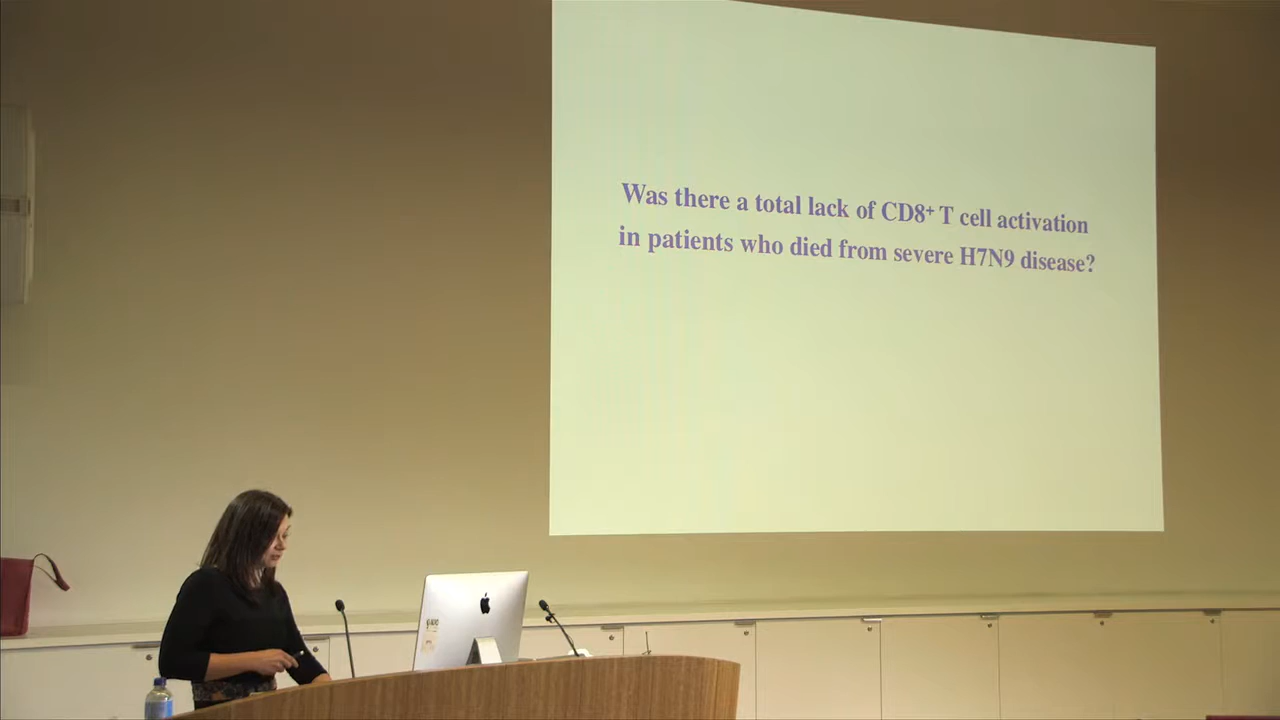 Was there a total lack of CD8⁺ T cell activation
in patients who died from severe H7N9 disease?